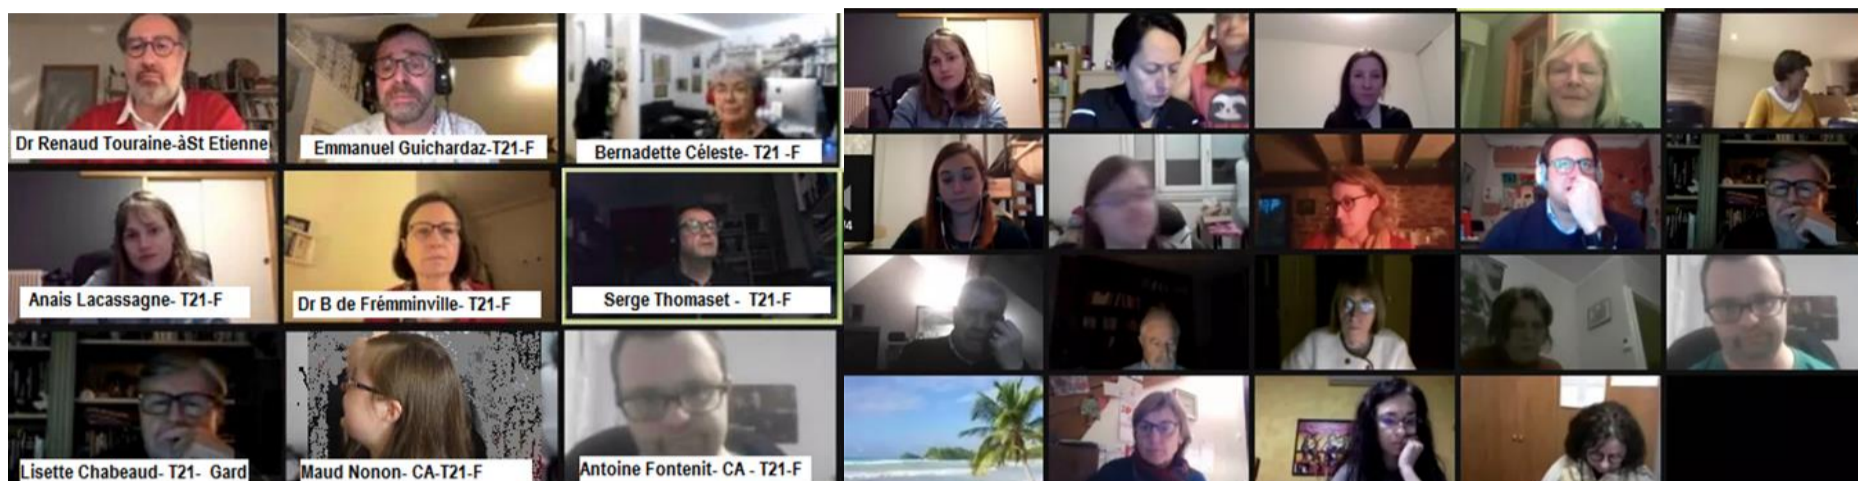 Dr Renaud Touraine-àSt Etienne
Emmanuel Guichardaz-T21-F
Bernadette Céleste- T21 -F
Anais Lacassagne- T21-F
Dr B de Frémminville- T21-F
Serge Thomaset - T21-F
Lisette Chabeaud- T21- Gard
Maud Nonon- CA-T21-F
Antoine Fontenit- CA - T21-F